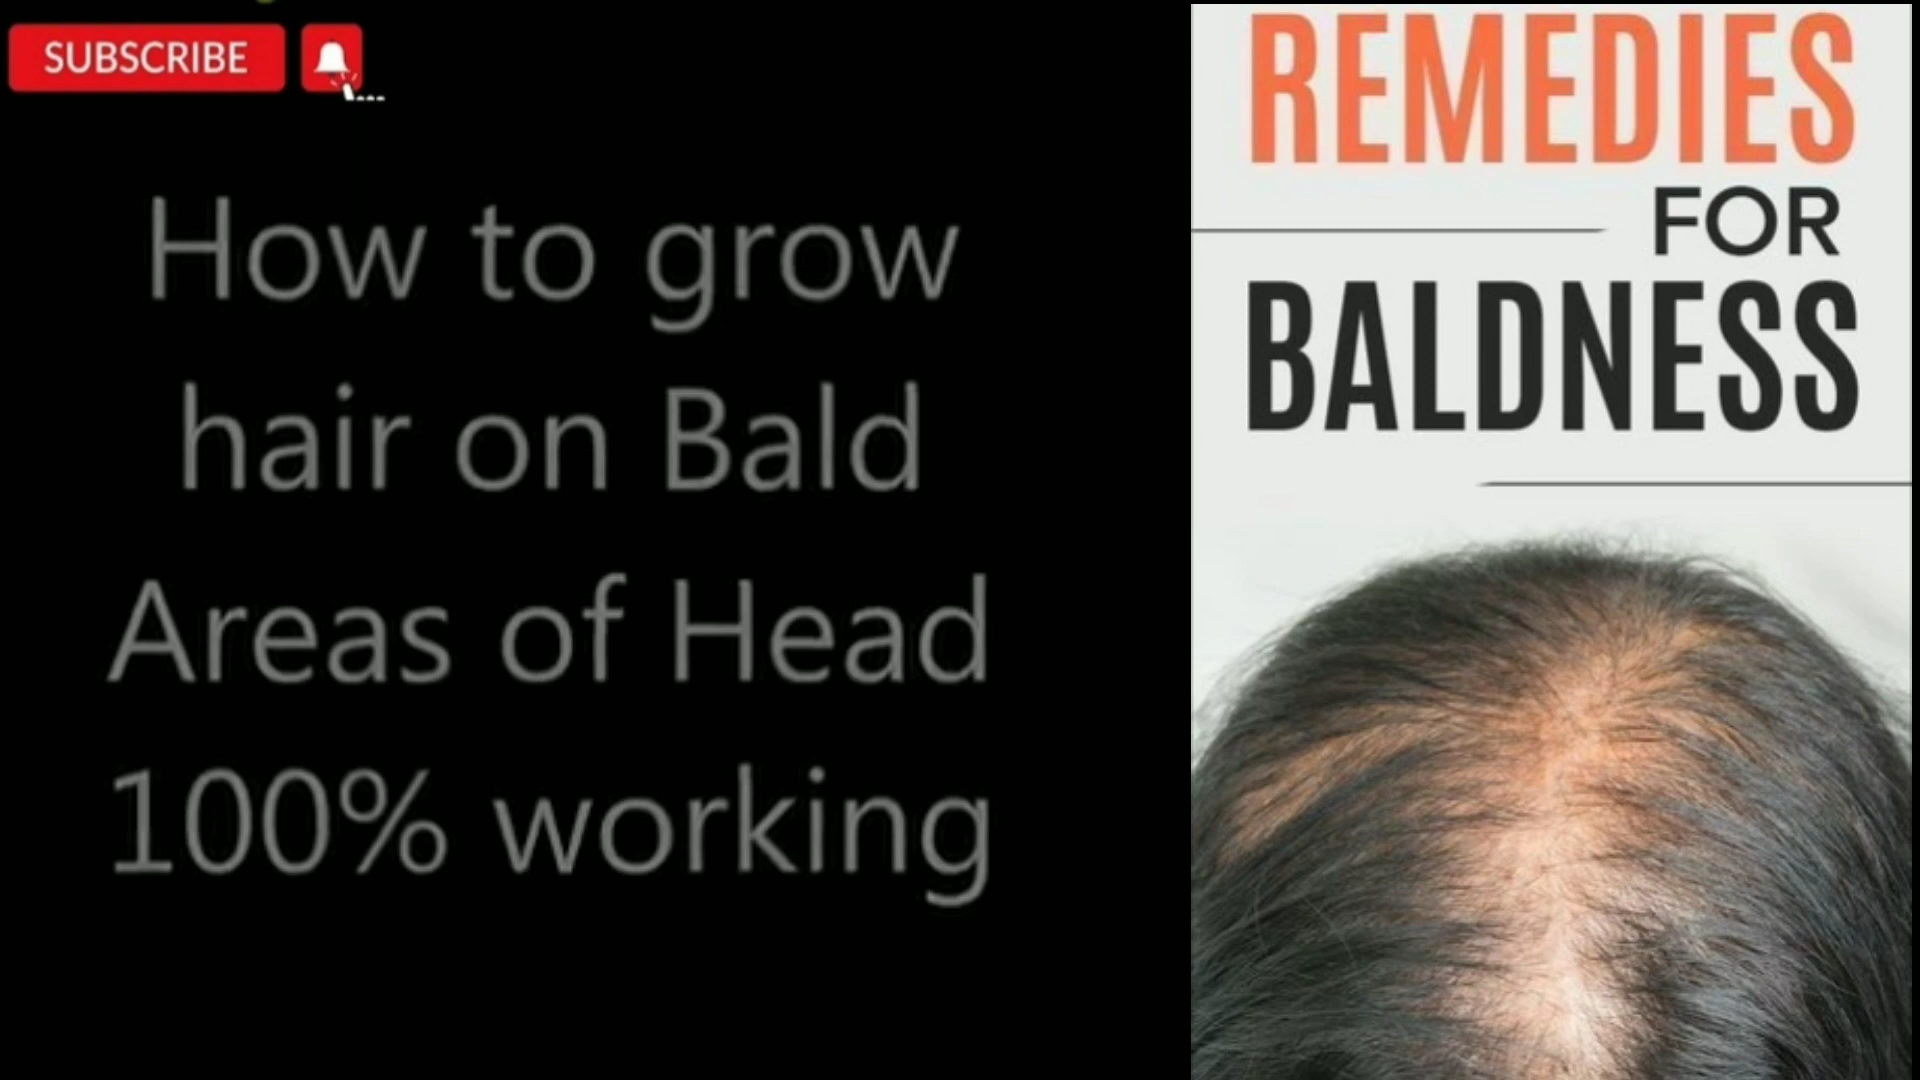 SUBSCRIBE
How to grow
hair on Bald
Areas of Head
100% working
REMEDIES
FOR
BALDNESS